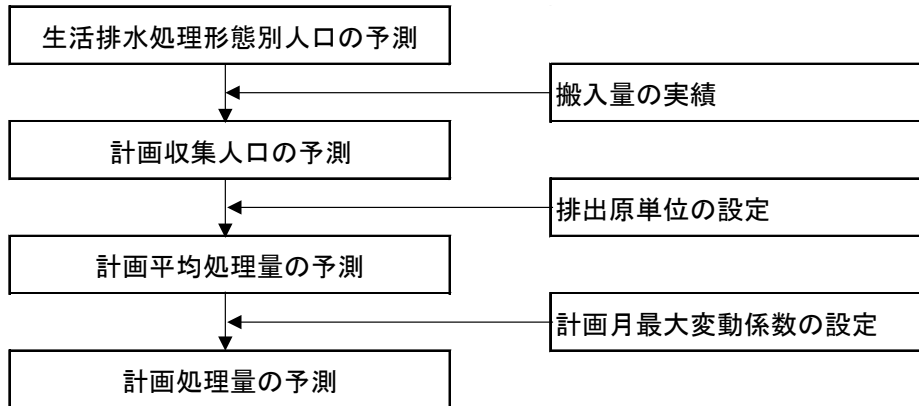 生活排水処理形態別人口の予測
搬入量の実績
計画収集人口の予測
排出原単位の設定
計画平均処理量の予測
計画月最大変動係数の設定
計画処理量の予測